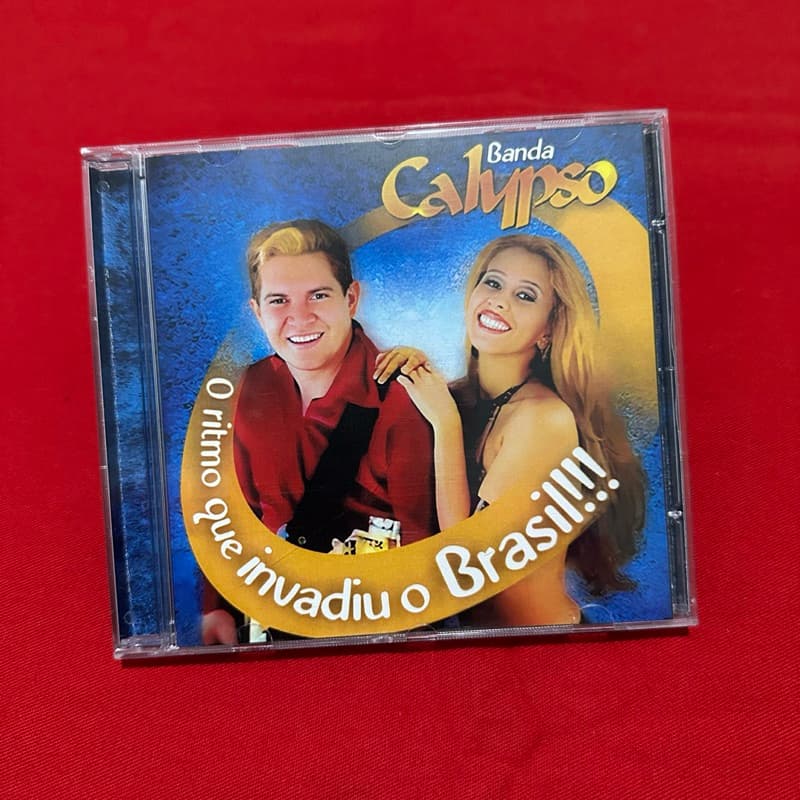 Banda
Calypso
O ritmo que invadiu o Brasil!!!